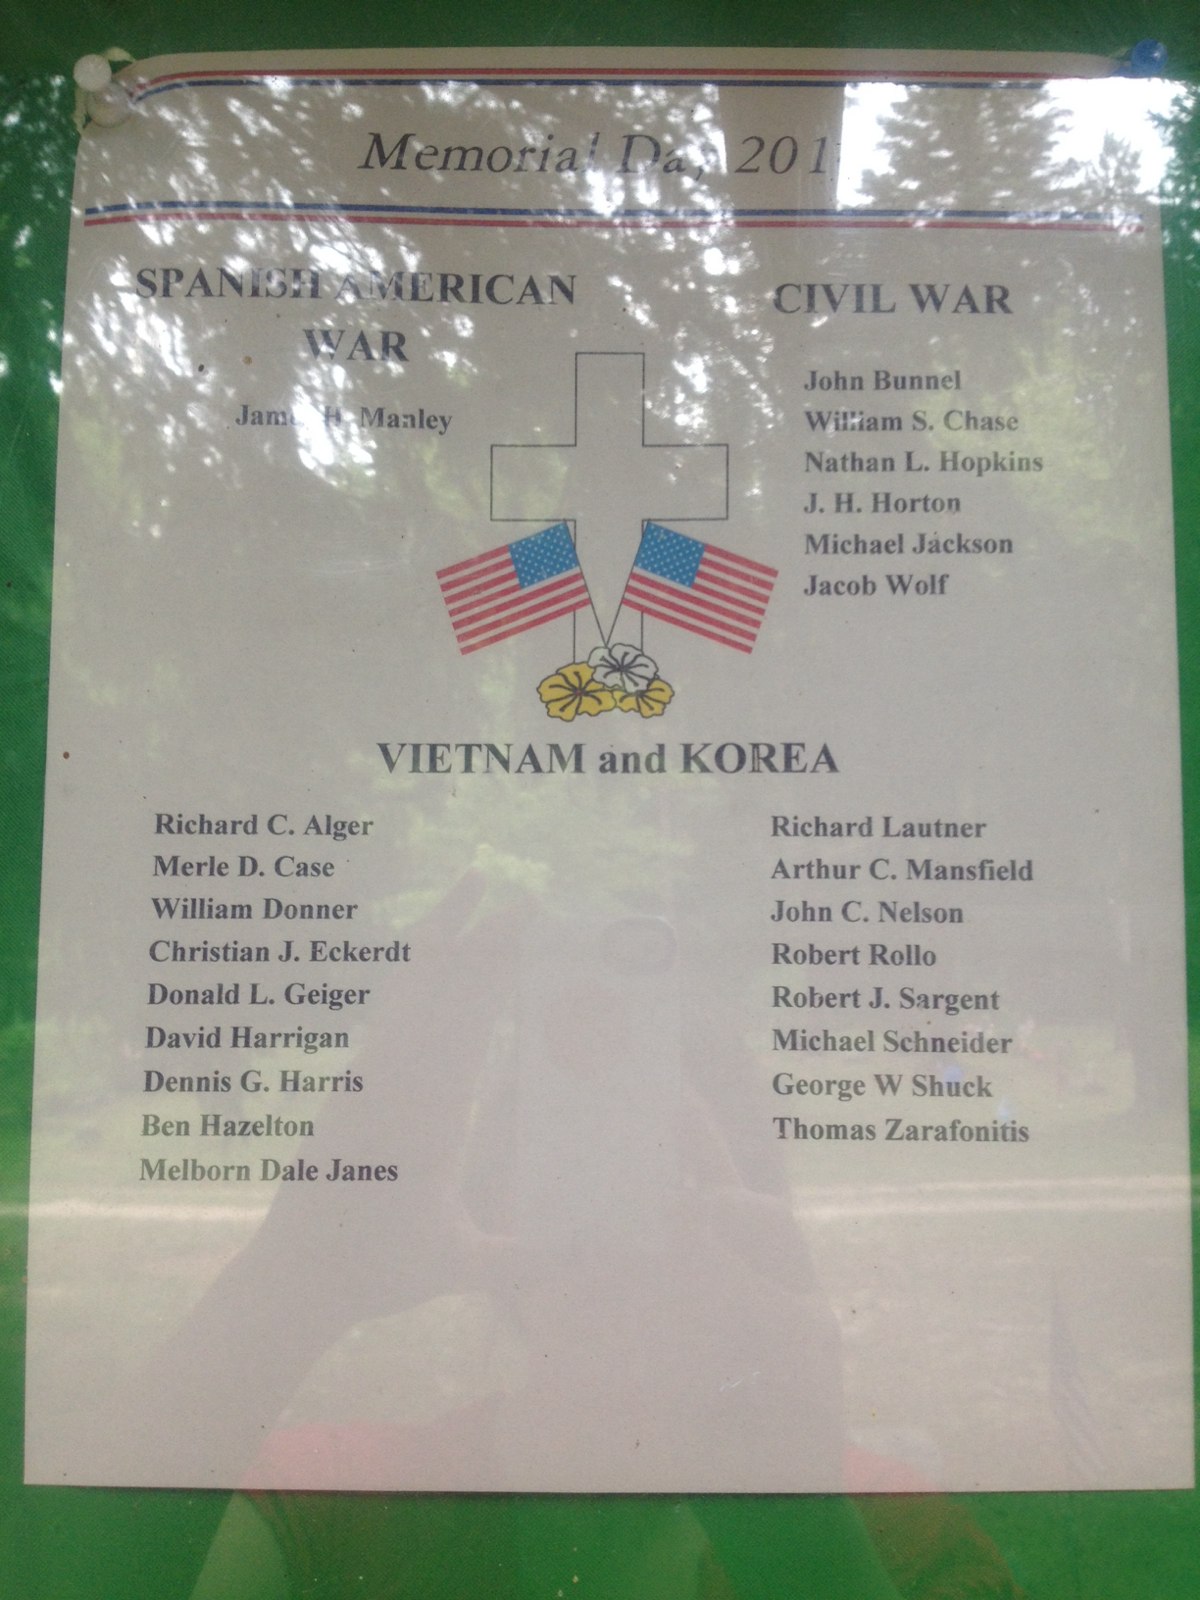 Memorial Day
SPANISH AMERICAN
WAR
James H. Manley
CIVIL WAR
John Bunnel
William S. Chase
Nathan L. Hopkins
J. H. Horton
Michael Jackson
Jacob Wolf
VIETNAM and KOREA
Richard C. Alger
Merle D. Case
William Donner
Christian J. Eckerdt
Donald L. Geiger
David Harrigan
Dennis G. Harris
Ben Hazelton
Melborn Dale Janes
Richard Lautner
Arthur C. Mansfield
John C. Nelson
Robert Rollo
Robert J. Sargent
Michael Schneider
George W Shuck
Thomas Zarafonitis